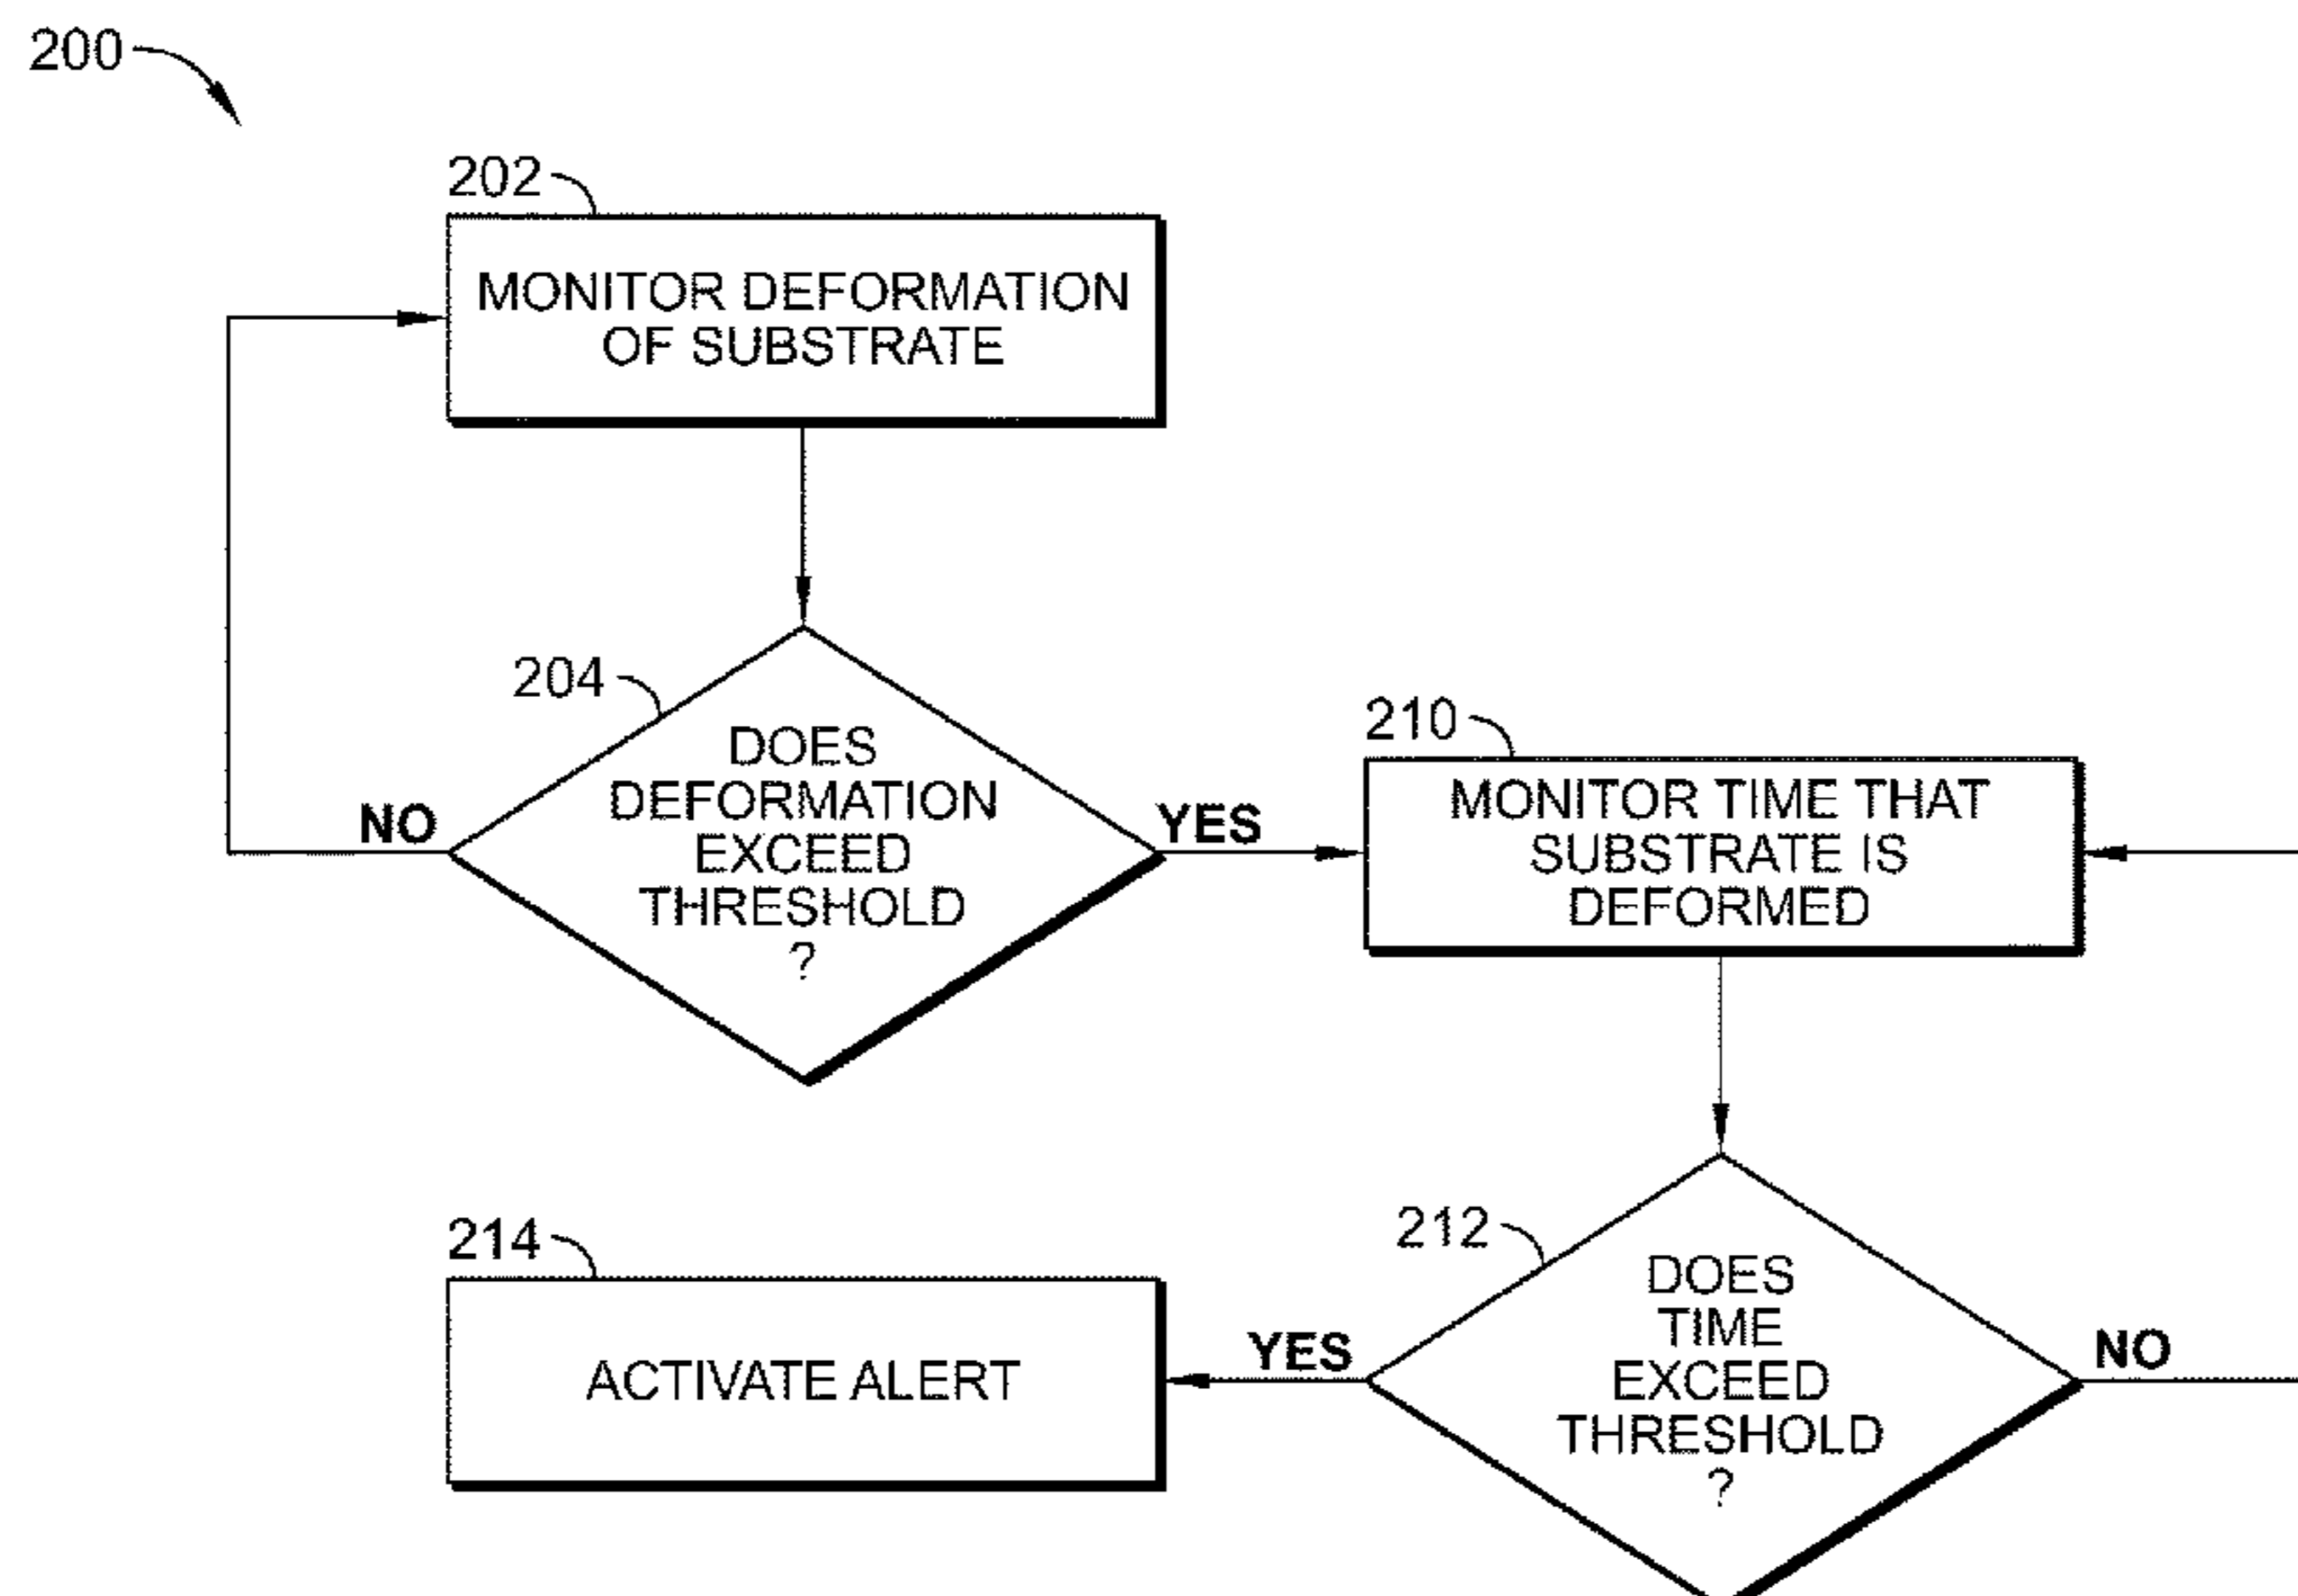 200
202
MONITOR DEFORMATION
OF SUBSTRATE
204
DOES
DEFORMATION
EXCEED
THRESHOLD
?
NO
YES
210
MONITOR TIME THAT
SUBSTRATE IS
DEFORMED
212
DOES
TIME
EXCEED
THRESHOLD
?
YES
NO
214
ACTIVATE ALERT